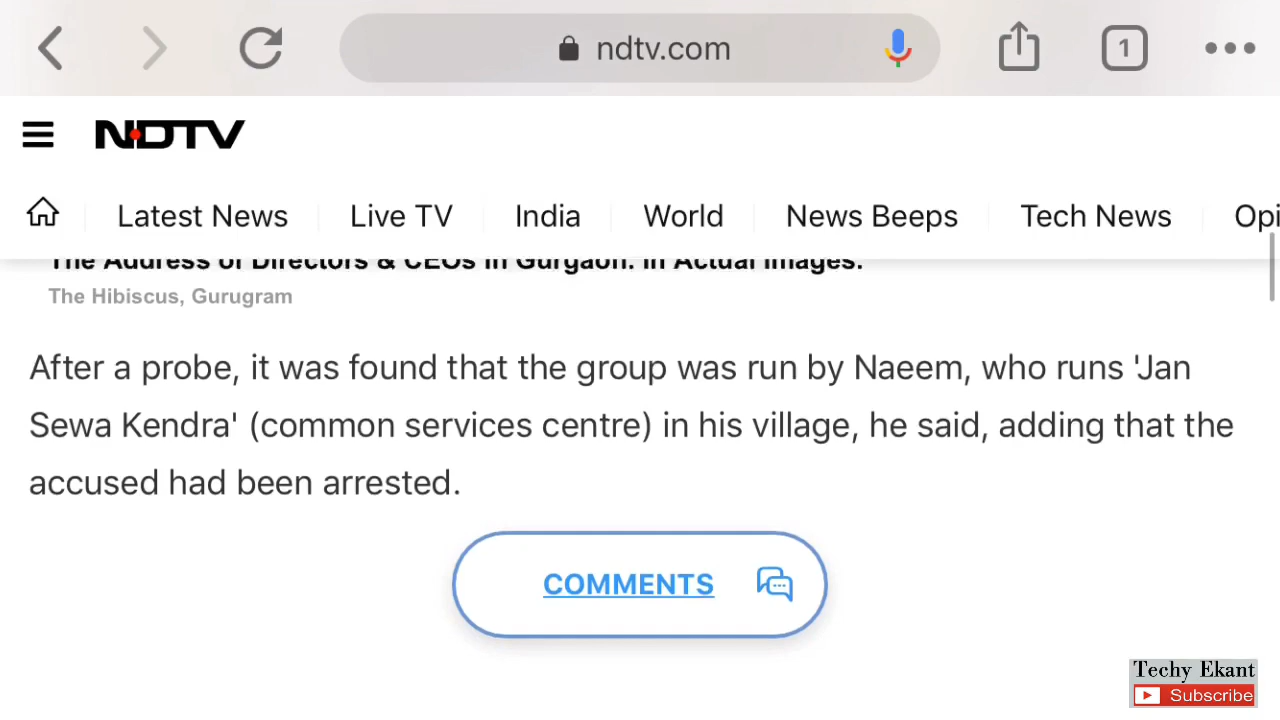 ndtv.com
1
NDTV
Latest News
Live TV
India
World
News Beeps
Tech News
Opi
The Address of Directors & CEOs in Gurgaon. In Actual Images.
The Hibiscus, Gurugram
After a probe, it was found that the group was run by Naeem, who runs 'Jan
Sewa Kendra' (common services centre) in his village, he said, adding that the
accused had been arrested.
COMMENTS
Techy Ekant
Subscribe